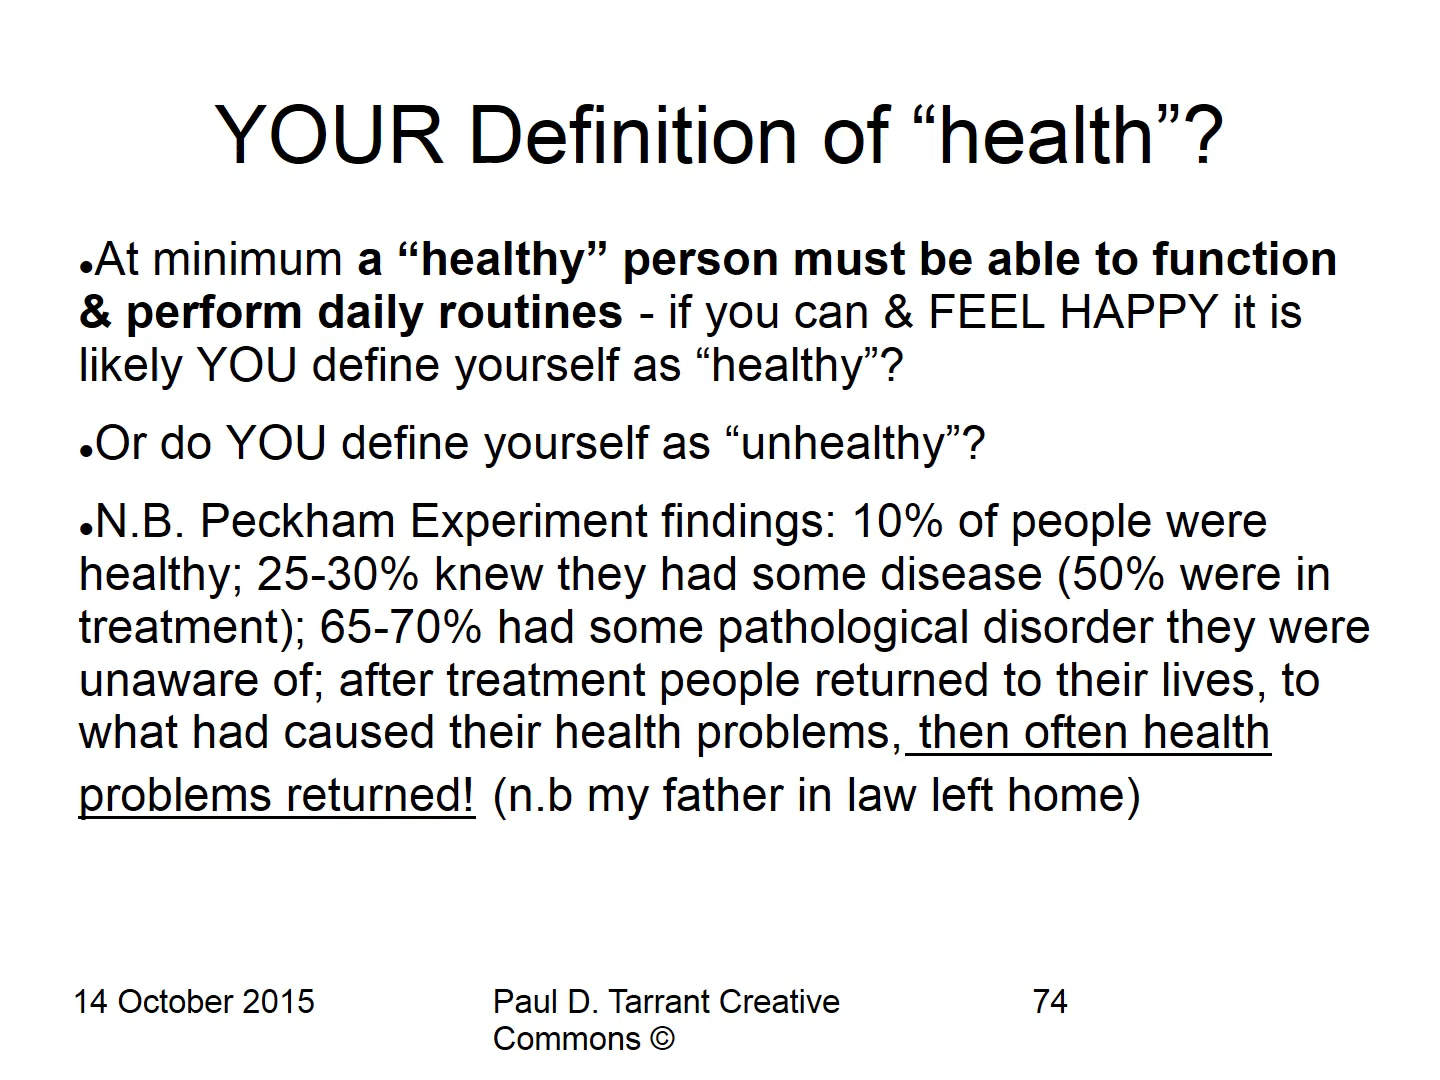 YOUR Definition of “health”?
●At minimum a “healthy” person must be able to function
& perform daily routines - if you can & FEEL HAPPY it is
likely YOU define yourself as “healthy”?
●Or do YOU define yourself as “unhealthy”?
●N.B. Peckham Experiment findings: 10% of people were
healthy; 25-30% knew they had some disease (50% were in
treatment); 65-70% had some pathological disorder they were
unaware of; after treatment people returned to their lives, to
what had caused their health problems, then often health
problems returned! (n.b my father in law left home)
14 October 2015
Paul D. Tarrant Creative
Commons ©
74